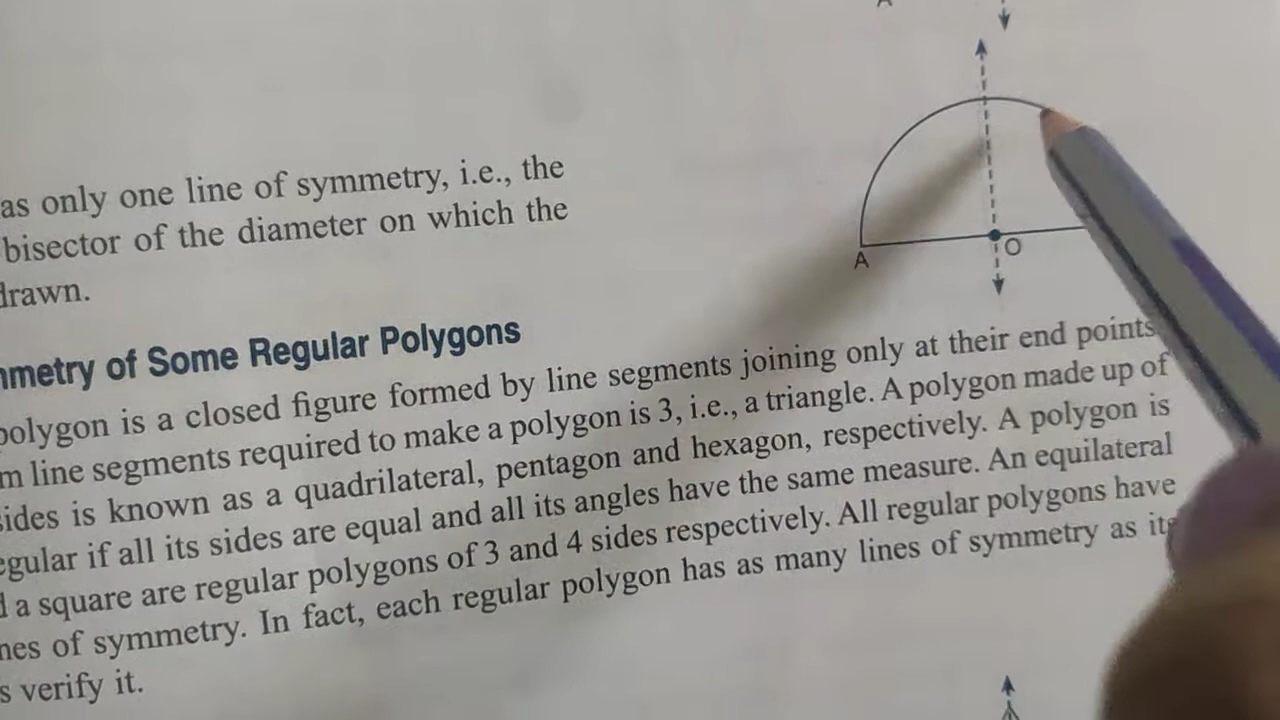 as only one line of symmetry, i.e., the
bisector of the diameter on which the
drawn.
A
O
mmetry of Some Regular Polygons
polygon is a closed figure formed by line segments joining only at their end points
m line segments required to make a polygon is 3, i.e., a triangle. A polygon made up of
sides is known as a quadrilateral, pentagon and hexagon, respectively. A polygon is
egular if all its sides are equal and all its angles have the same measure. An equilateral
d a square are regular polygons of 3 and 4 sides respectively. All regular polygons have
nes of symmetry. In fact, each regular polygon has as many lines of symmetry as its
s verify it.